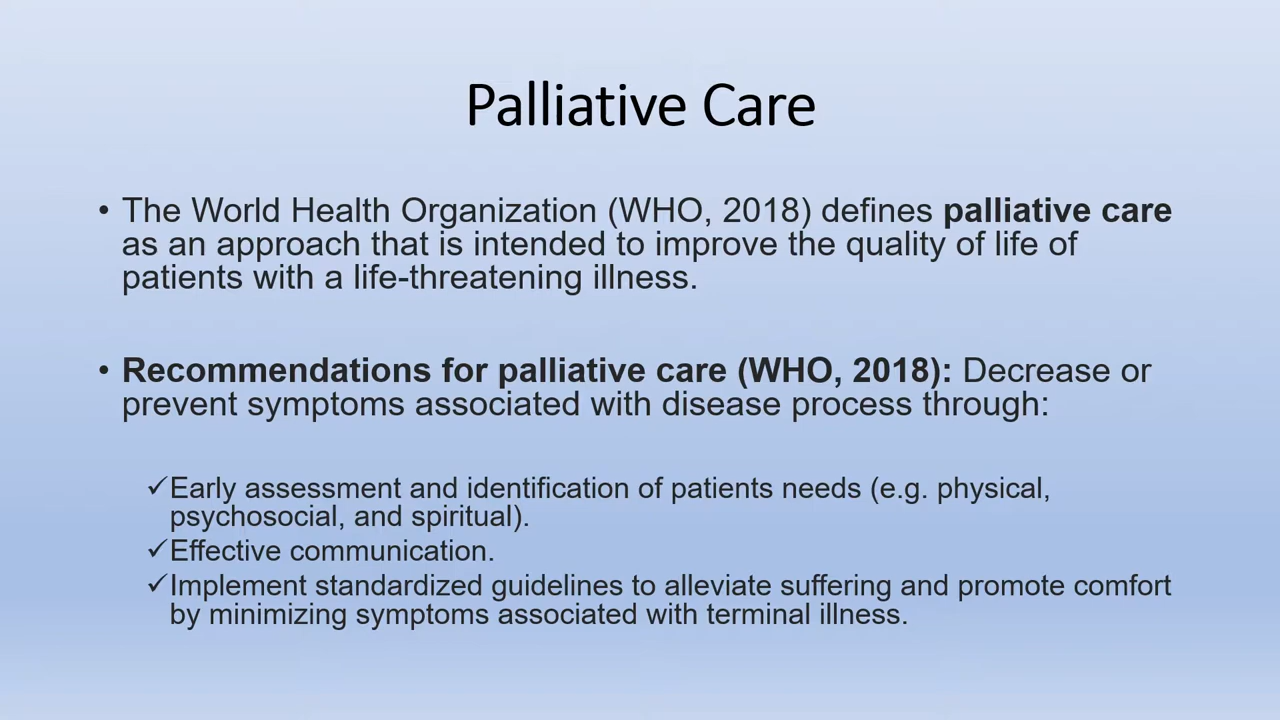 Palliative Care
• The World Health Organization (WHO, 2018) defines palliative care
as an approach that is intended to improve the quality of life of
patients with a life-threatening illness.
• Recommendations for palliative care (WHO, 2018): Decrease or
prevent symptoms associated with disease process through:
✓Early assessment and identification of patients needs (e.g. physical,
psychosocial, and spiritual).
✓Effective communication.
✓Implement standardized guidelines to alleviate suffering and promote comfort
by minimizing symptoms associated with terminal illness.